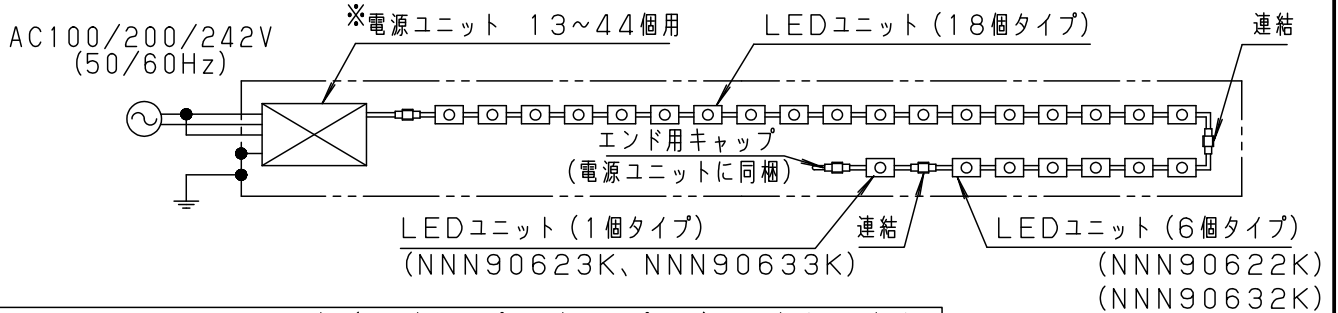 AC100/200/242V
(50/60Hz)
※電源ユニット 13～44個用
LEDユニット(18個タイプ)
連結
エンド用キャップ
(電源ユニットに同梱)
LEDユニット(1個タイプ)
(NNN90623K、NNN90633K)
連結
LEDユニット(6個タイプ)
(NNN90622K)
(NNN90632K)